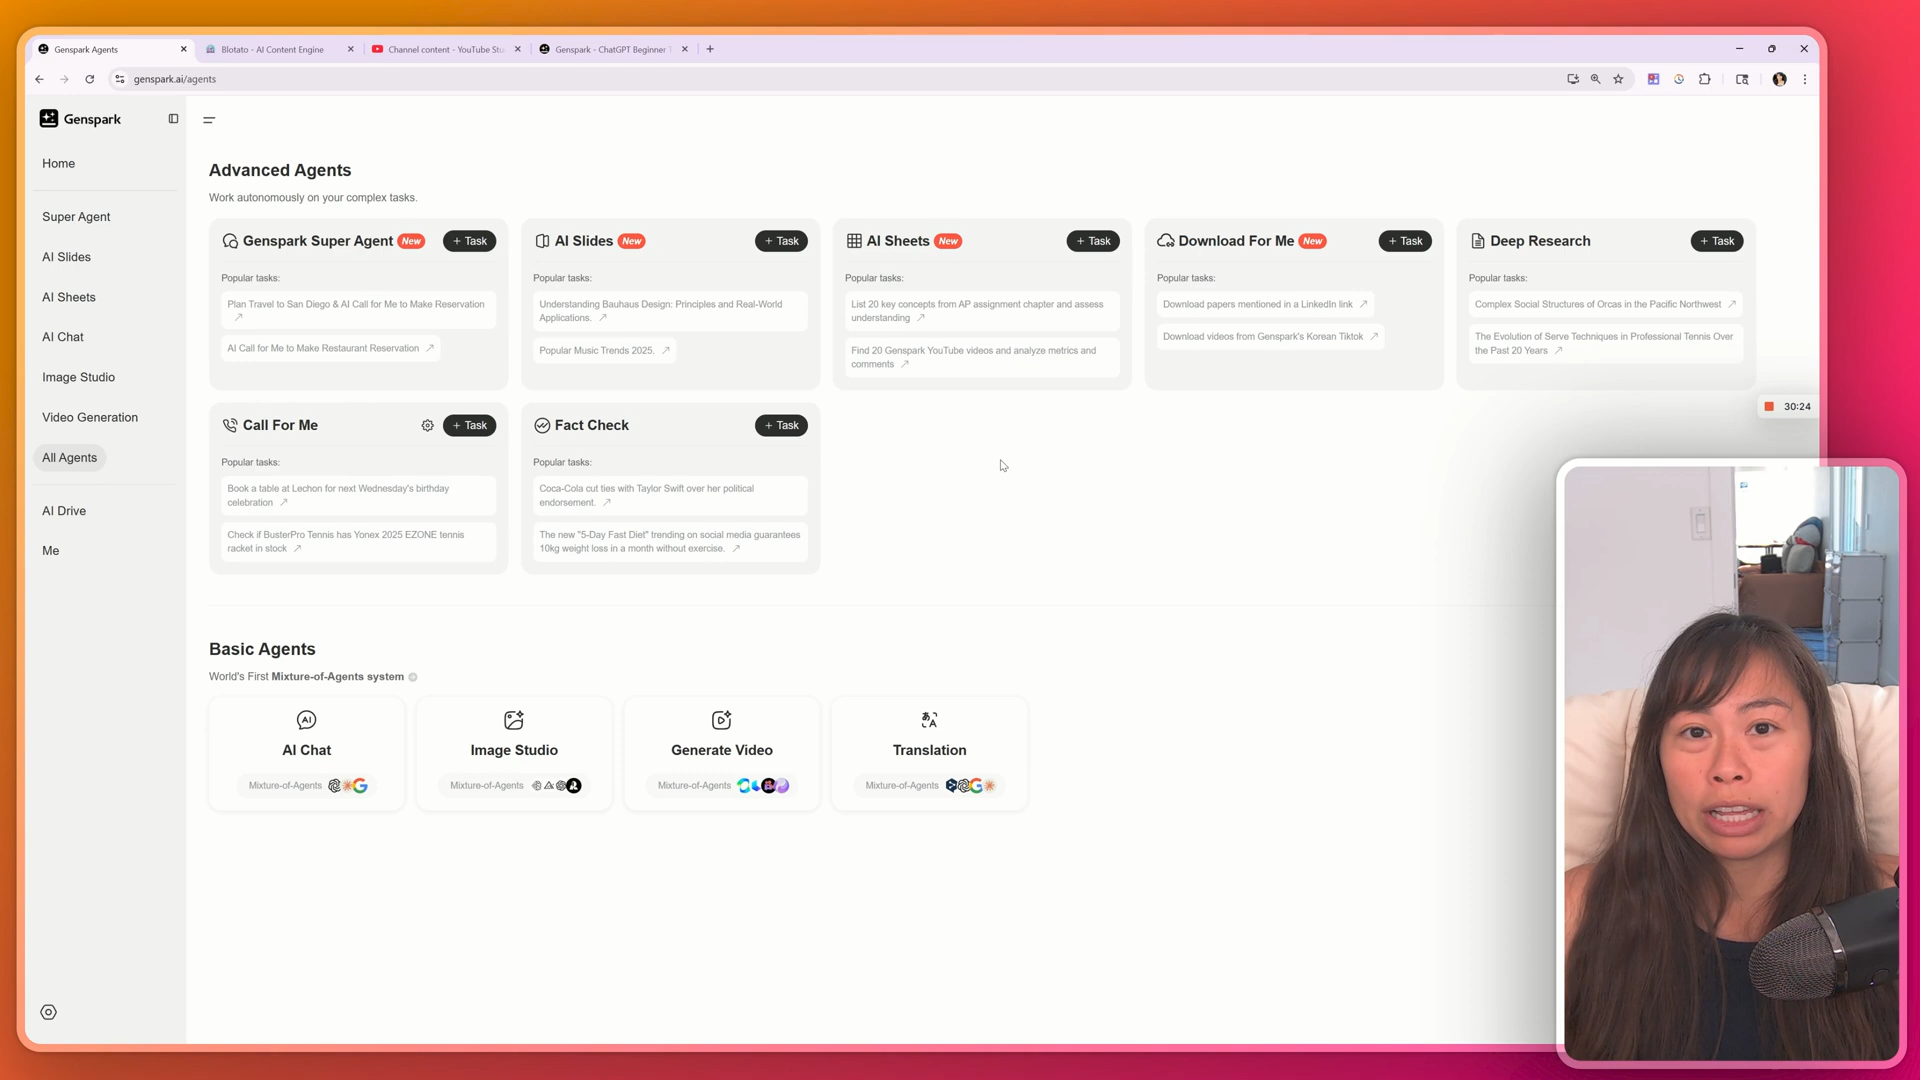 Genspark Agents
Blotato - AI Content Engine
Channel content - YouTube Stu
Genspark - ChatGPT Beginner T
genspark.ai/agents
Genspark
Home
Super Agent
AI Slides
AI Sheets
AI Chat
Image Studio
Video Generation
All Agents
AI Drive
Me
Advanced Agents
Work autonomously on your complex tasks.
Genspark Super Agent New + Task
Popular tasks:
Plan Travel to San Diego & AI Call for Me to Make Reservation
AI Call for Me to Make Restaurant Reservation
AI Slides New + Task
Popular tasks:
Understanding Bauhaus Design: Principles and Real-World
Applications.
Popular Music Trends 2025.
AI Sheets New + Task
Popular tasks:
List 20 key concepts from AP assignment chapter and assess
understanding
Find 20 Genspark YouTube videos and analyze metrics and
comments
Download For Me New + Task
Popular tasks:
Download papers mentioned in a LinkedIn link
Download videos from Genspark's Korean Tiktok
Deep Research + Task
Popular tasks:
Complex Social Structures of Orcas in the Pacific Northwest
The Evolution of Serve Techniques in Professional Tennis Over
the Past 20 Years
30:24
Call For Me + Task
Popular tasks:
Book a table at Lechon for next Wednesday's birthday
celebration
Check if BusterPro Tennis has Yonex 2025 EZONE tennis
racket in stock
Fact Check + Task
Popular tasks:
Coca-Cola cut ties with Taylor Swift over her political
endorsement.
The new "5-Day Fast Diet" trending on social media guarantees
10kg weight loss in a month without exercise.
Basic Agents
World's First Mixture-of-Agents system
AI
AI Chat
Mixture-of-Agents
Image Studio
Mixture-of-Agents
Generate Video
Mixture-of-Agents
あA
Translation
Mixture-of-Agents